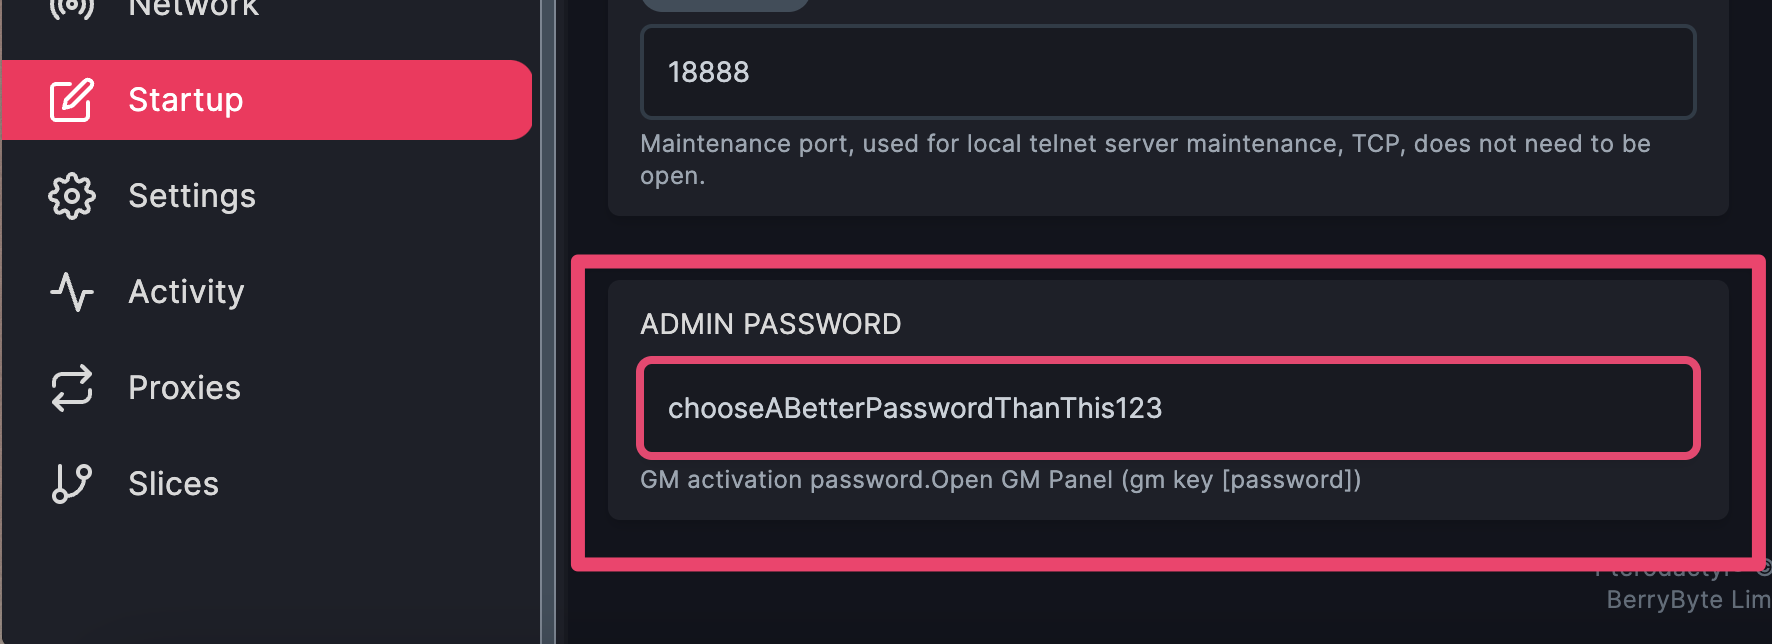 Network
Startup
Settings
Activity
Proxies
Slices
18888
Maintenance port, used for local telnet server maintenance, TCP, does not need to be
open.
ADMIN PASSWORD
chooseABetterPasswordThanThis123
GM activation password.Open GM Panel (gm key [password])
Pterodactyl® ©
BerryByte Lim